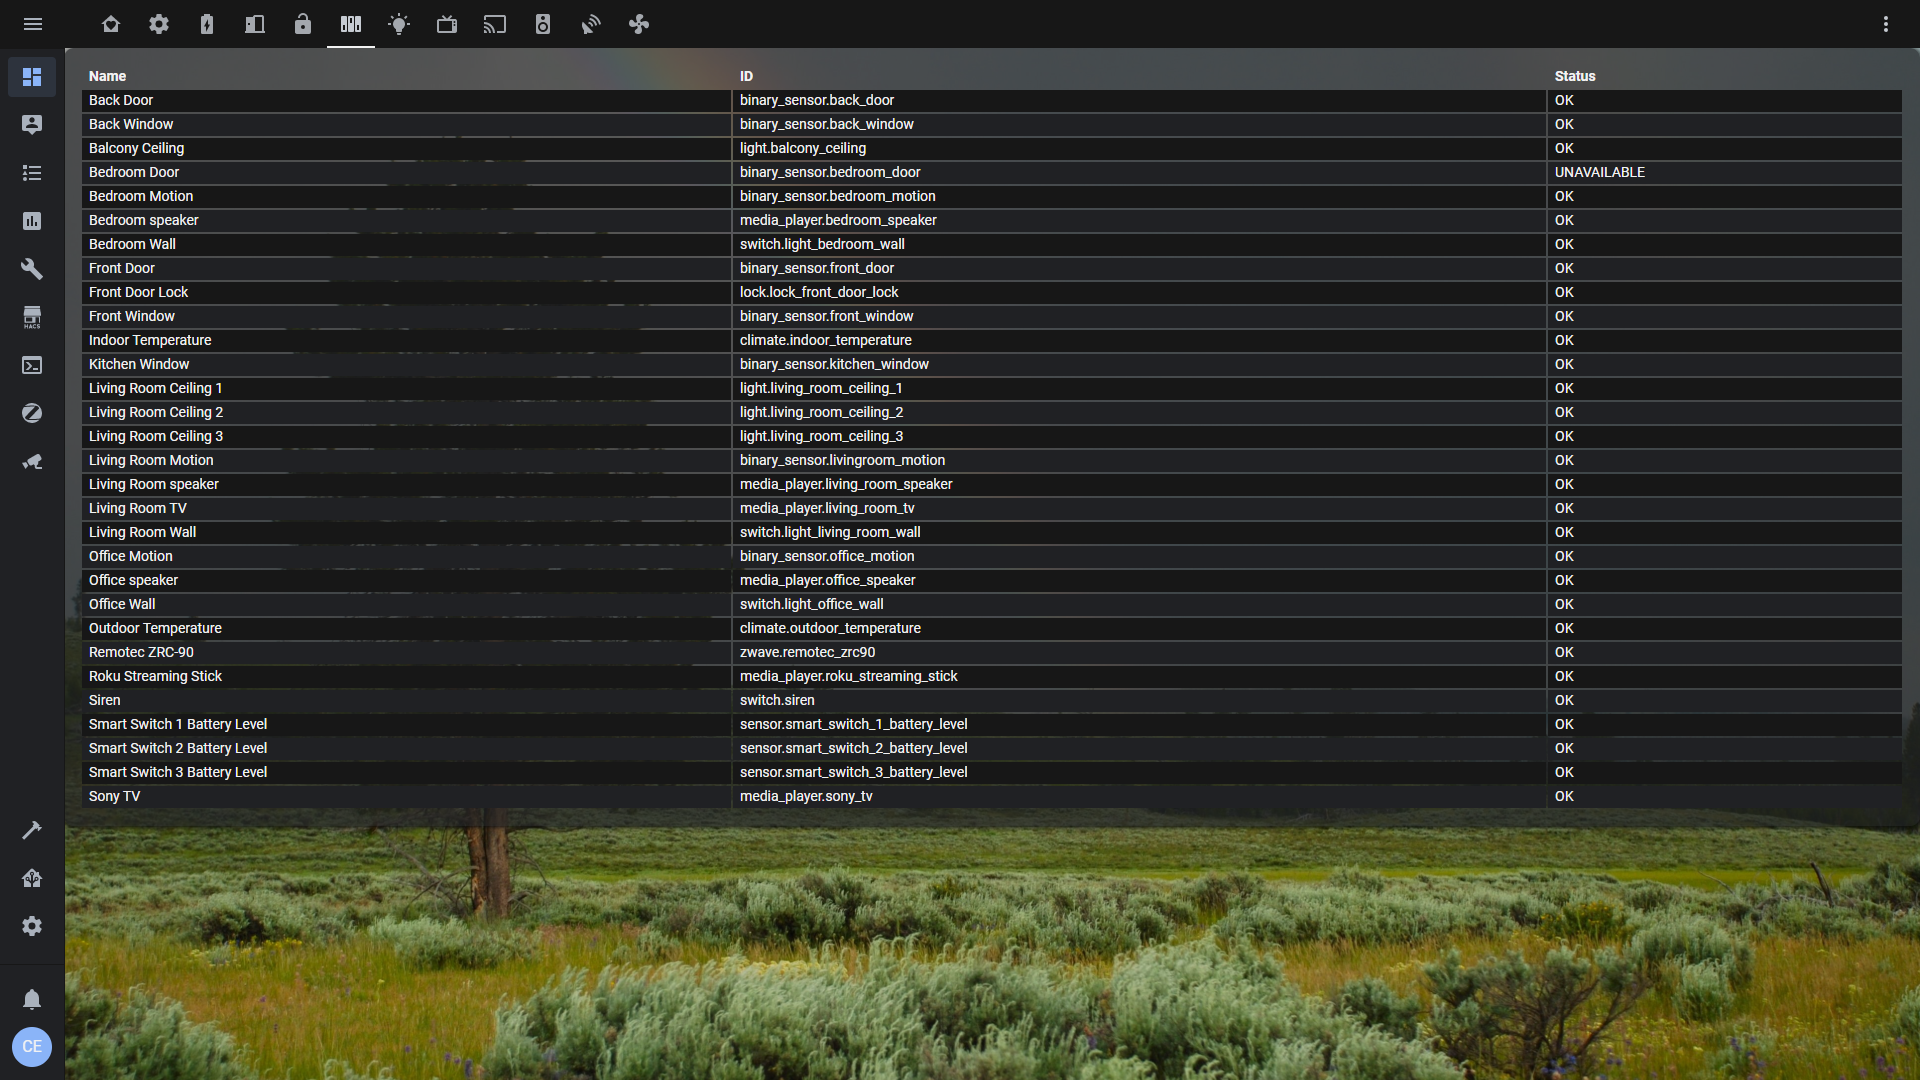 Name ID Status
Back Door binary_sensor.back_door OK
Back Window binary_sensor.back_window OK
Balcony Ceiling light.balcony_ceiling OK
Bedroom Door binary_sensor.bedroom_door UNAVAILABLE
Bedroom Motion binary_sensor.bedroom_motion OK
Bedroom speaker media_player.bedroom_speaker OK
Bedroom Wall switch.light_bedroom_wall OK
Front Door binary_sensor.front_door OK
Front Door Lock lock.lock_front_door_lock OK
Front Window binary_sensor.front_window OK
HACS
Indoor Temperature climate.indoor_temperature OK
Kitchen Window binary_sensor.kitchen_window OK
Living Room Ceiling 1 light.living_room_ceiling_1 OK
Living Room Ceiling 2 light.living_room_ceiling_2 OK
Living Room Ceiling 3 light.living_room_ceiling_3 OK
Living Room Motion binary_sensor.livingroom_motion OK
Living Room speaker media_player.living_room_speaker OK
Living Room TV media_player.living_room_tv OK
Living Room Wall switch.light_living_room_wall OK
Office Motion binary_sensor.office_motion OK
Office speaker media_player.office_speaker OK
Office Wall switch.light_office_wall OK
Outdoor Temperature climate.outdoor_temperature OK
Remotec ZRC-90 zwave.remotec_zrc90 OK
Roku Streaming Stick media_player.roku_streaming_stick OK
Siren switch.siren OK
Smart Switch 1 Battery Level sensor.smart_switch_1_battery_level OK
Smart Switch 2 Battery Level sensor.smart_switch_2_battery_level OK
Smart Switch 3 Battery Level sensor.smart_switch_3_battery_level OK
Sony TV media_player.sony_tv OK
CE